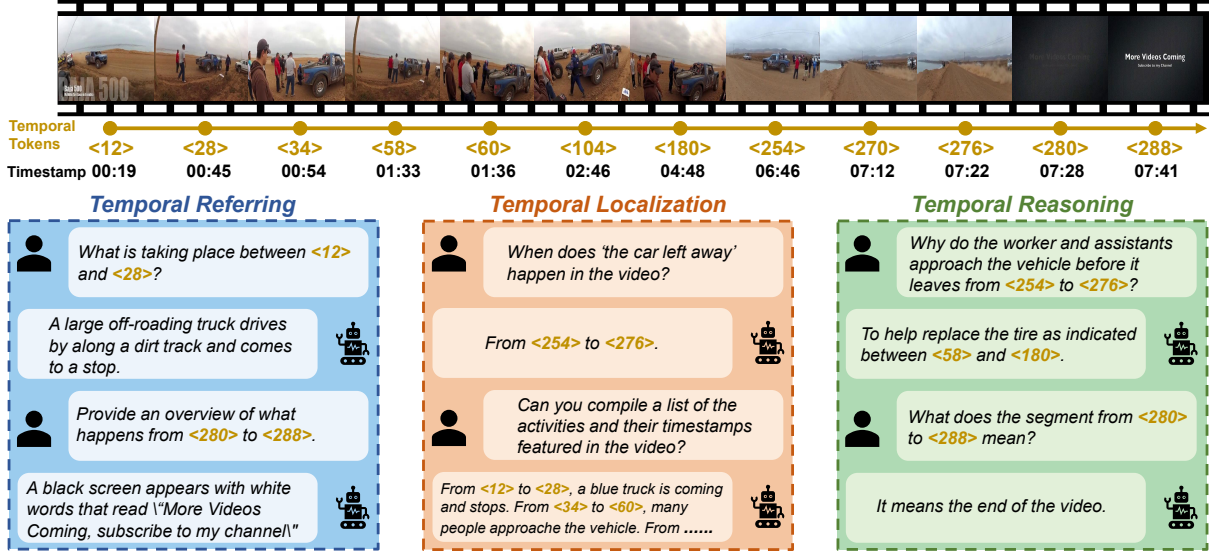 BAJA 500
Baja 500
More Videos Coming
Subscribe to my Channel
Temporal
Tokens
<12> <28> <34> <58> <60> <104> <180> <254> <270> <276> <280> <288>
Timestamp 00:19 00:45 00:54 01:33 01:36 02:46 04:48 06:46 07:12 07:22 07:28 07:41
Temporal Referring
What is taking place between <12>
and <28>?
A large off-roading truck drives
by along a dirt track and comes
to a stop.
Provide an overview of what
happens from <280> to <288>.
A black screen appears with white
words that read \“More Videos
Coming, subscribe to my channel\"
Temporal Localization
When does ‘the car left away’
happen in the video?
From <254> to <276>.
Can you compile a list of the
activities and their timestamps
featured in the video?
From <12> to <28>, a blue truck is coming
and stops. From <34> to <60>, many
people approache the vehicle. From ......
Temporal Reasoning
Why do the worker and assistants
approach the vehicle before it
leaves from <254> to <276>?
To help replace the tire as indicated
between <58> and <180>.
What does the segment from <280>
to <288> mean?
It means the end of the video.